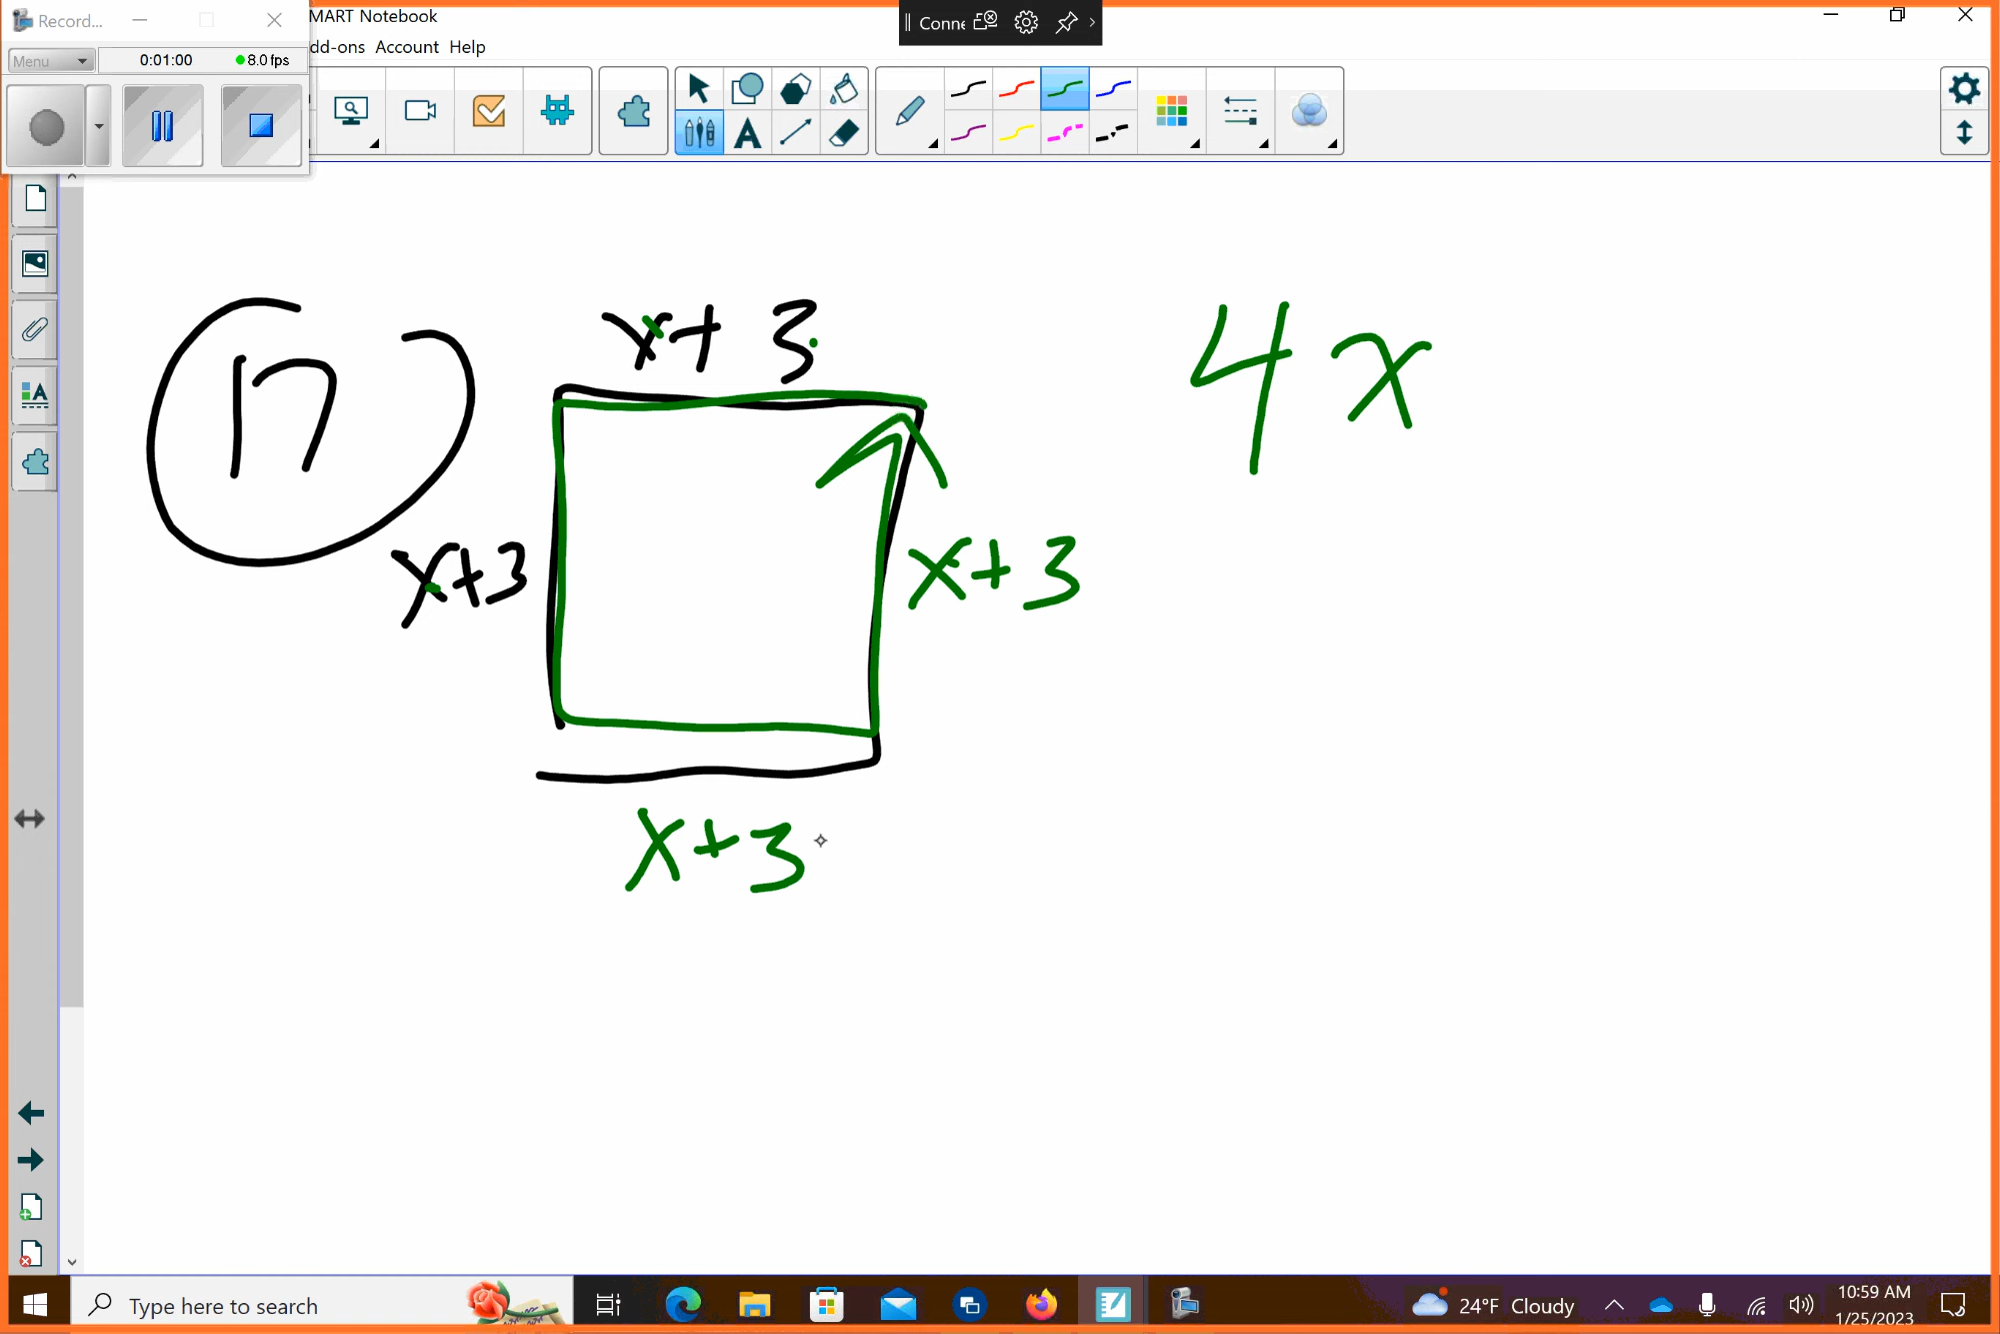 Record...
MART Notebook
Conne
dd-ons Account Help
Menu
0:01:00
8.0 fps
A
A
17
x+ 3
4x
x+3
x+3
x+3
Type here to search
24°F Cloudy
10:59 AM
1/25/2023